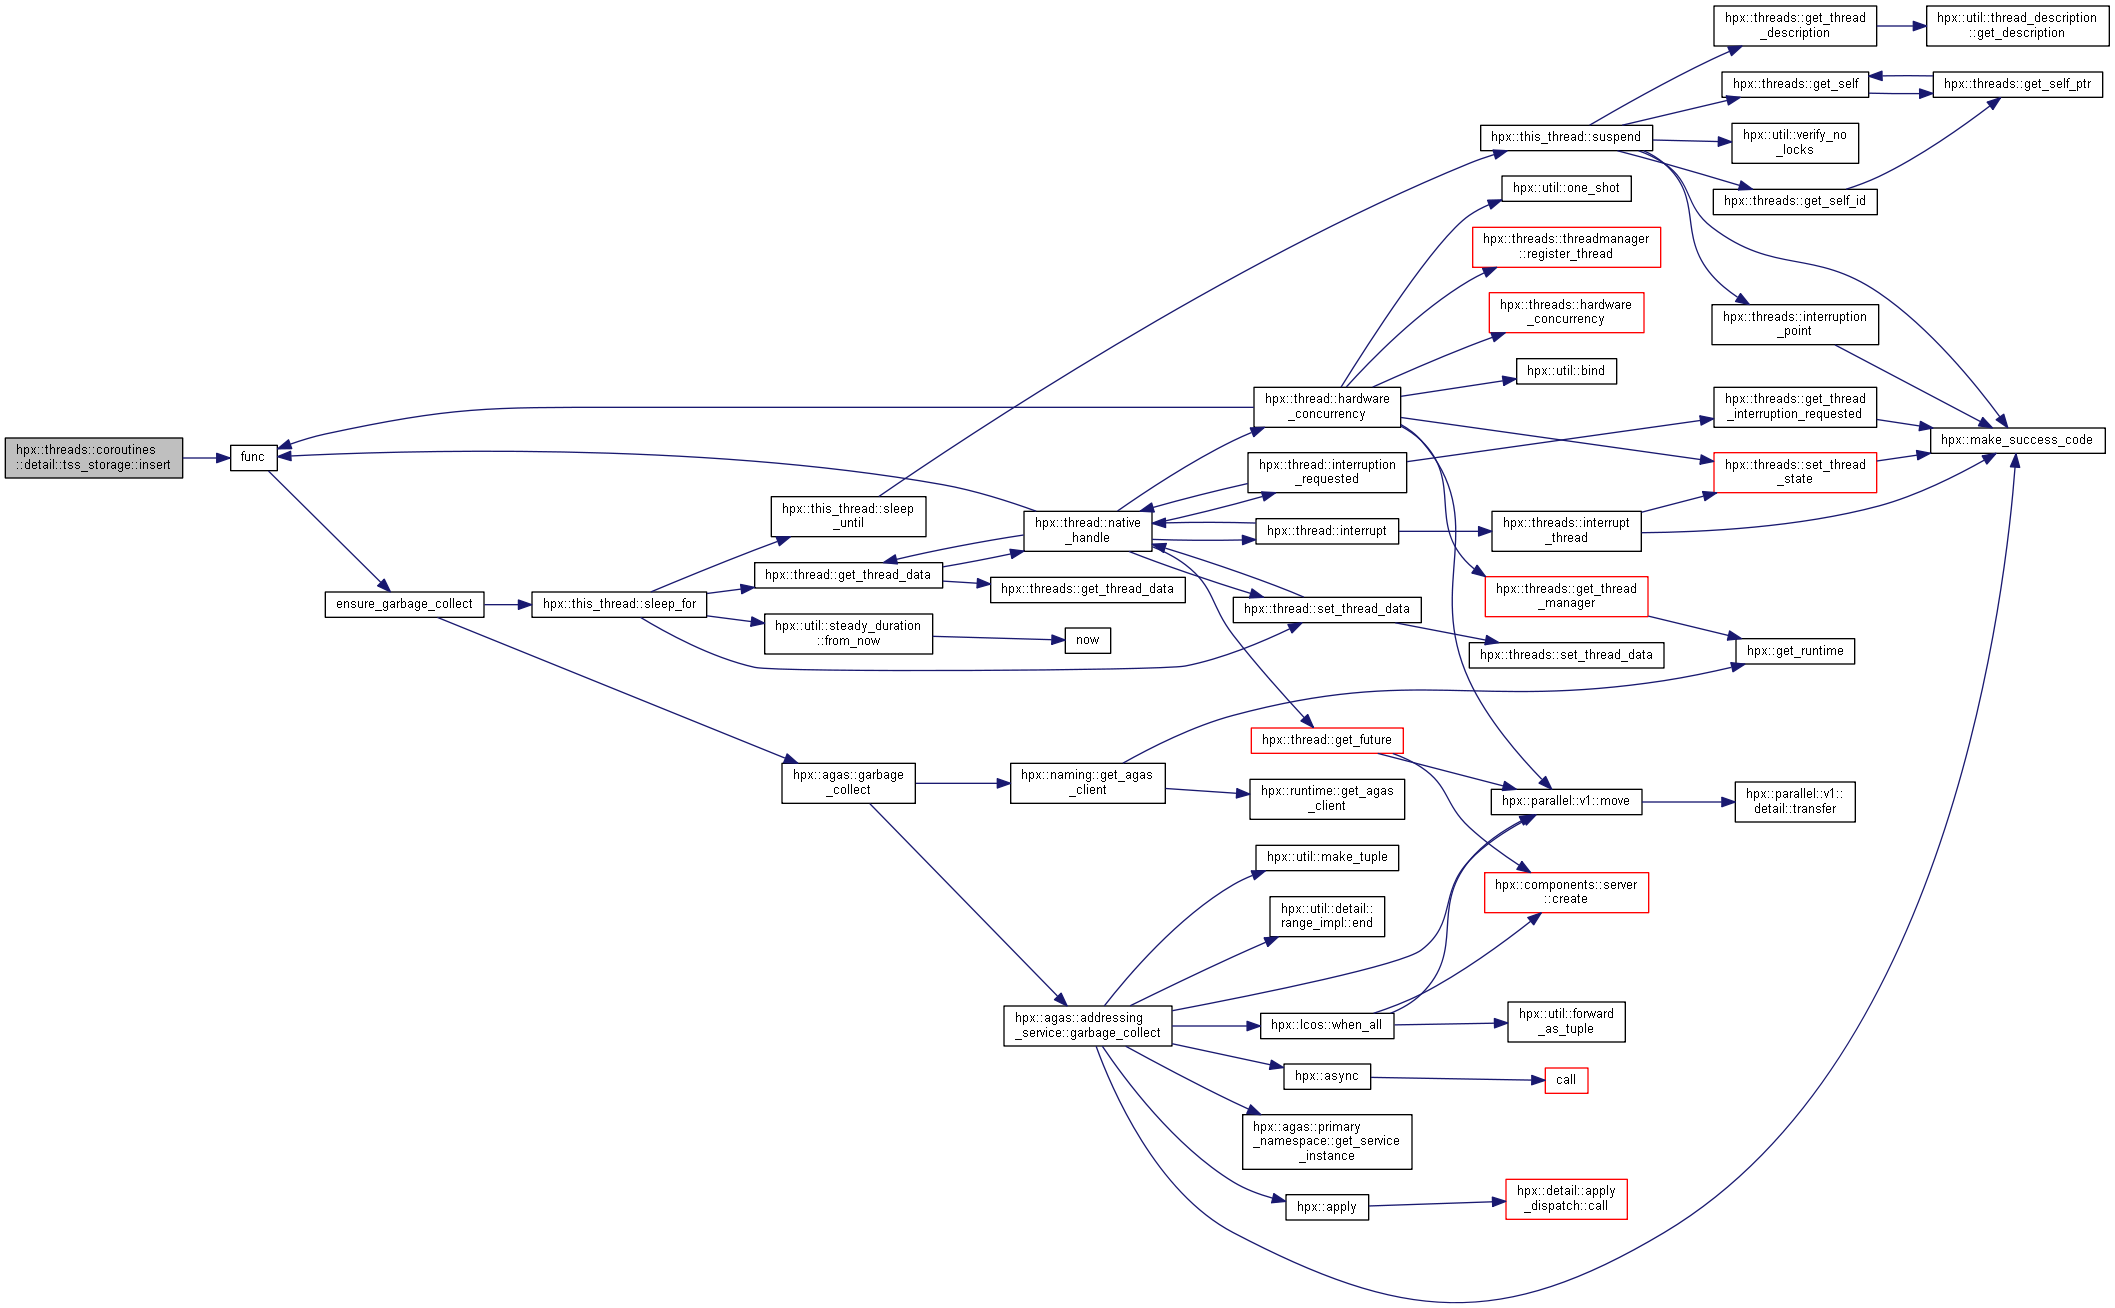 hpx::threads::get_thread
_description
hpx::util::thread_description
::get_description
hpx::threads::get_self
hpx::threads::get_self_ptr
hpx::this_thread::suspend
hpx::util::verify_no
_locks
hpx::util::one_shot
hpx::threads::get_self_id
hpx::threads::threadmanager
::register_thread
hpx::threads::hardware
_concurrency
hpx::threads::interruption
_point
hpx::util::bind
hpx::thread::hardware
_concurrency
hpx::threads::get_thread
_interruption_requested
hpx::make_success_code
hpx::threads::coroutines
::detail::tss_storage::insert
func
hpx::thread::interruption
_requested
hpx::threads::set_thread
_state
hpx::this_thread::sleep
_until
hpx::thread::native
_handle
hpx::thread::interrupt
hpx::threads::interrupt
_thread
hpx::thread::get_thread_data
hpx::threads::get_thread_data
hpx::threads::get_thread
_manager
ensure_garbage_collect
hpx::this_thread::sleep_for
hpx::thread::set_thread_data
hpx::util::steady_duration
::from_now
now
hpx::threads::set_thread_data
hpx::get_runtime
hpx::thread::get_future
hpx::agas::garbage
_collect
hpx::naming::get_agas
_client
hpx::runtime::get_agas
_client
hpx::parallel::v1::move
hpx::parallel::v1::
detail::transfer
hpx::util::make_tuple
hpx::components::server
::create
hpx::util::detail::
range_impl::end
hpx::agas::addressing
_service::garbage_collect
hpx::lcos::when_all
hpx::util::forward
_as_tuple
hpx::async
call
hpx::agas::primary
_namespace::get_service
_instance
hpx::apply
hpx::detail::apply
_dispatch::call